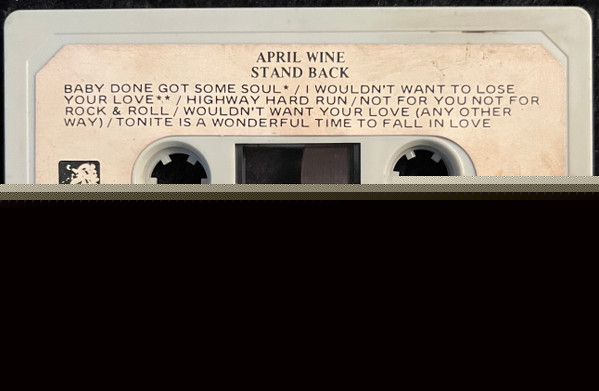 APRIL WINE
STAND BACK
BABY DONE GOT SOME SOUL* / I WOULDN'T WANT TO LOSE
YOUR LOVE** / HIGHWAY HARD RUN / NOT FOR YOU NOT FOR
ROCK & ROLL / WOULDN'T WANT YOUR LOVE (ANY OTHER
WAY) / TONITE IS A WONDERFUL TIME TO FALL IN LOVE